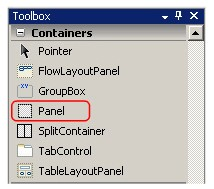 Toolbox
Containers
Pointer
FlowLayoutPanel
GroupBox
Panel
SplitContainer
TabControl
TableLayoutPanel